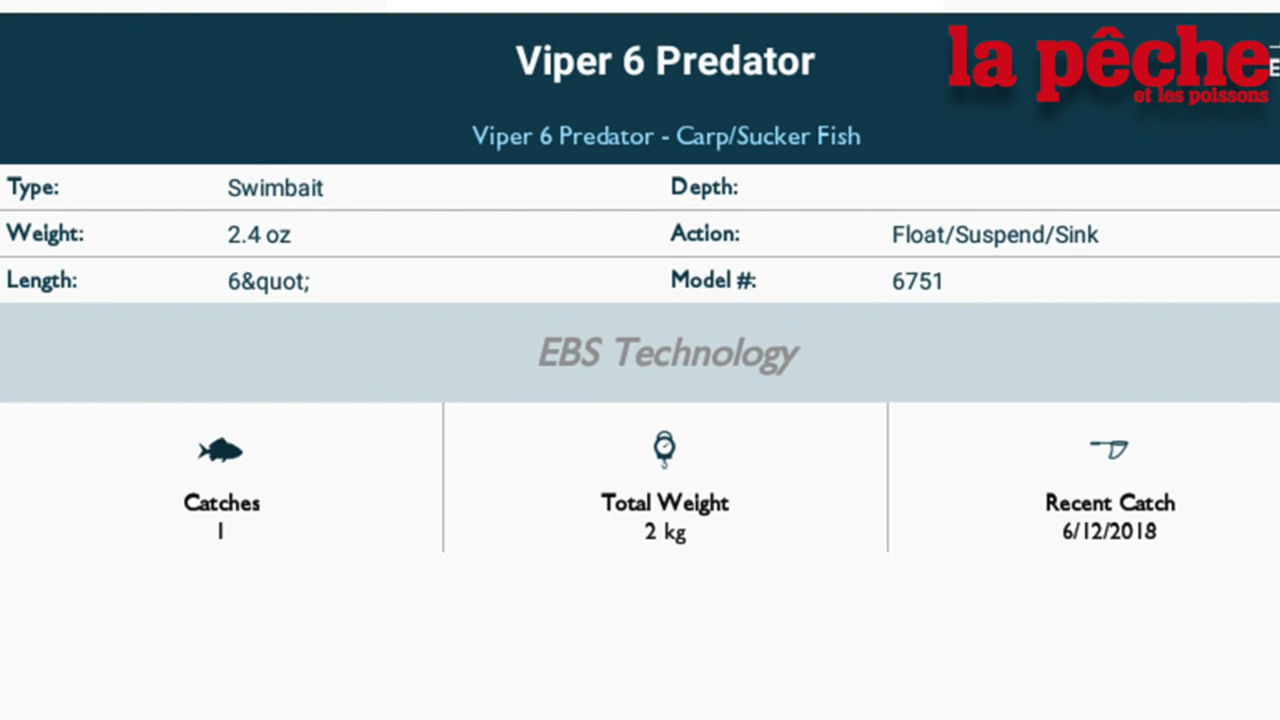 Viper 6 Predator
la pêche
et les poissons
E
Viper 6 Predator - Carp/Sucker Fish
Type: Swimbait Depth:
Weight: 2.4 oz Action: Float/Suspend/Sink
Length: 6&quot; Model #: 6751
EBS Technology
Catches Total Weight Recent Catch
1 2 kg 6/12/2018